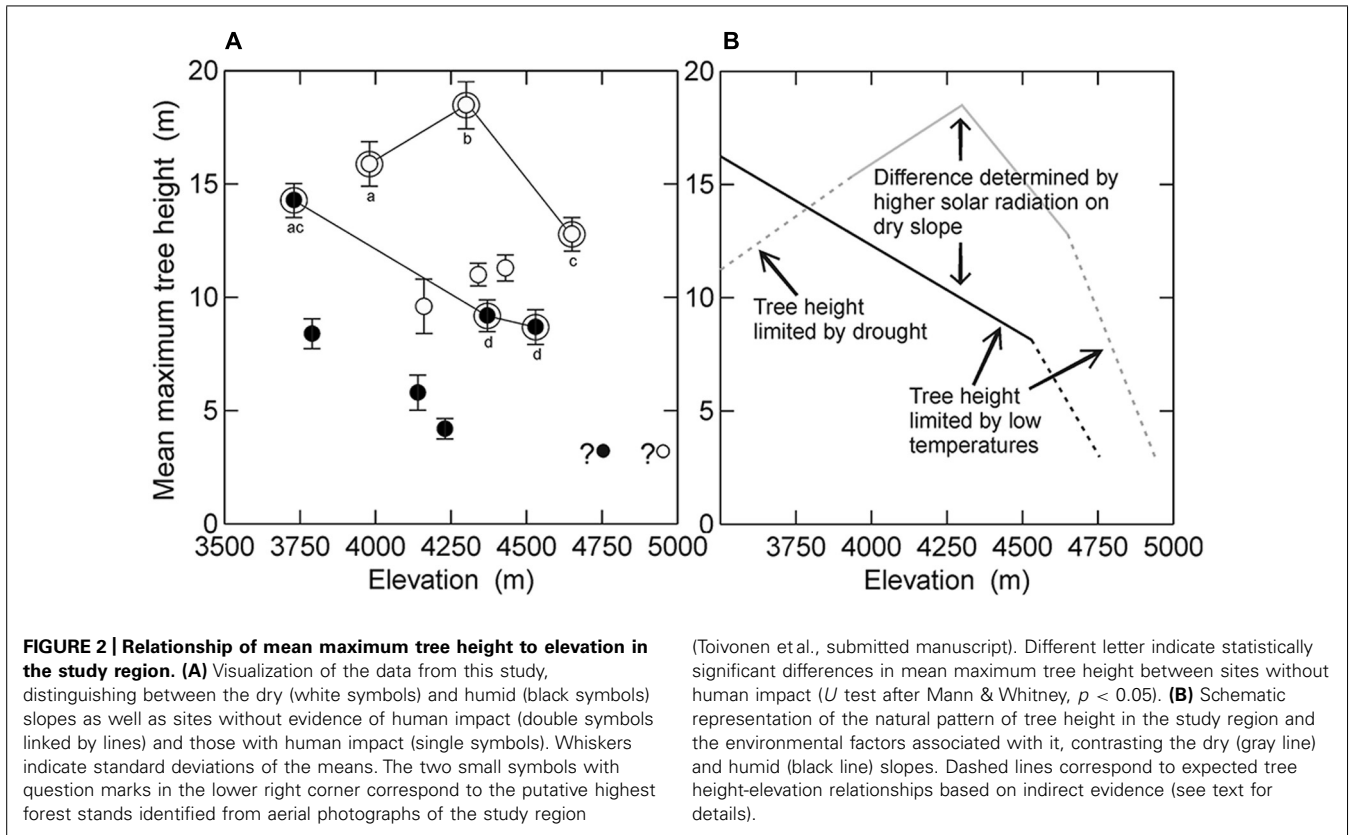 A
B
20
15
10
5
0
Mean maximum tree height (m)
ac
a
b
c
d
d
?
?
3500 3750 4000 4250 4500 4750 5000
Elevation (m)
20
15
10
5
0
Difference determined by
higher solar radiation on
dry slope
Tree height
limited by drought
Tree height
limited by low
temperatures
3750 4000 4250 4500 4750 5000
Elevation (m)
FIGURE 2 | Relationship of mean maximum tree height to elevation in
the study region. (A) Visualization of the data from this study,
distinguishing between the dry (white symbols) and humid (black symbols)
slopes as well as sites without evidence of human impact (double symbols
linked by lines) and those with human impact (single symbols). Whiskers
indicate standard deviations of the means. The two small symbols with
question marks in the lower right corner correspond to the putative highest
forest stands identified from aerial photographs of the study region
(Toivonen et al., submitted manuscript). Different letter indicate statistically
significant differences in mean maximum tree height between sites without
human impact (U test after Mann & Whitney, p < 0.05). (B) Schematic
representation of the natural pattern of tree height in the study region and
the environmental factors associated with it, contrasting the dry (gray line)
and humid (black line) slopes. Dashed lines correspond to expected tree
height-elevation relationships based on indirect evidence (see text for
details).